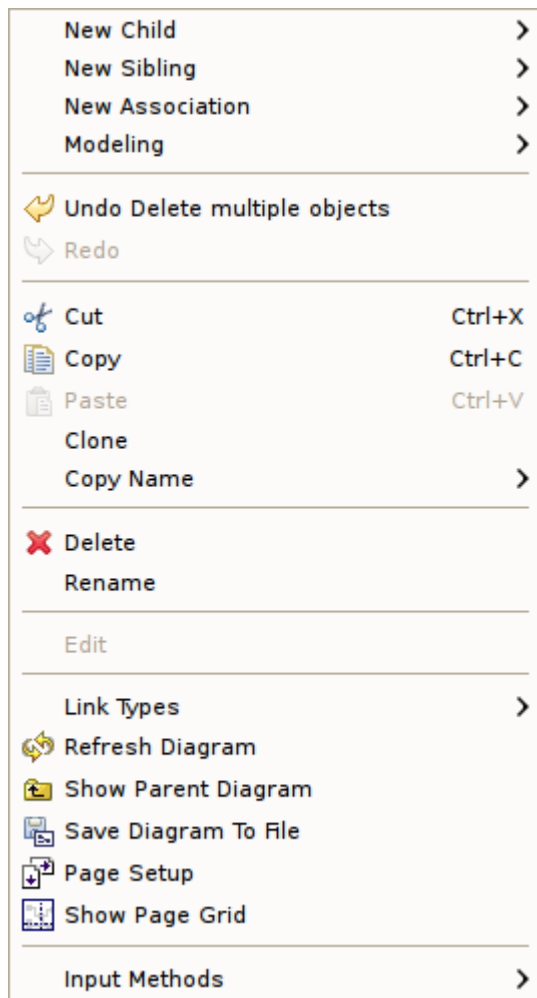 New Child
New Sibling
New Association
Modeling
Undo Delete multiple objects
Redo
Cut Ctrl+X
Copy Ctrl+C
Paste Ctrl+V
Clone
Copy Name
Delete
Rename
Edit
Link Types
Refresh Diagram
Show Parent Diagram
Save Diagram To File
Page Setup
Show Page Grid
Input Methods